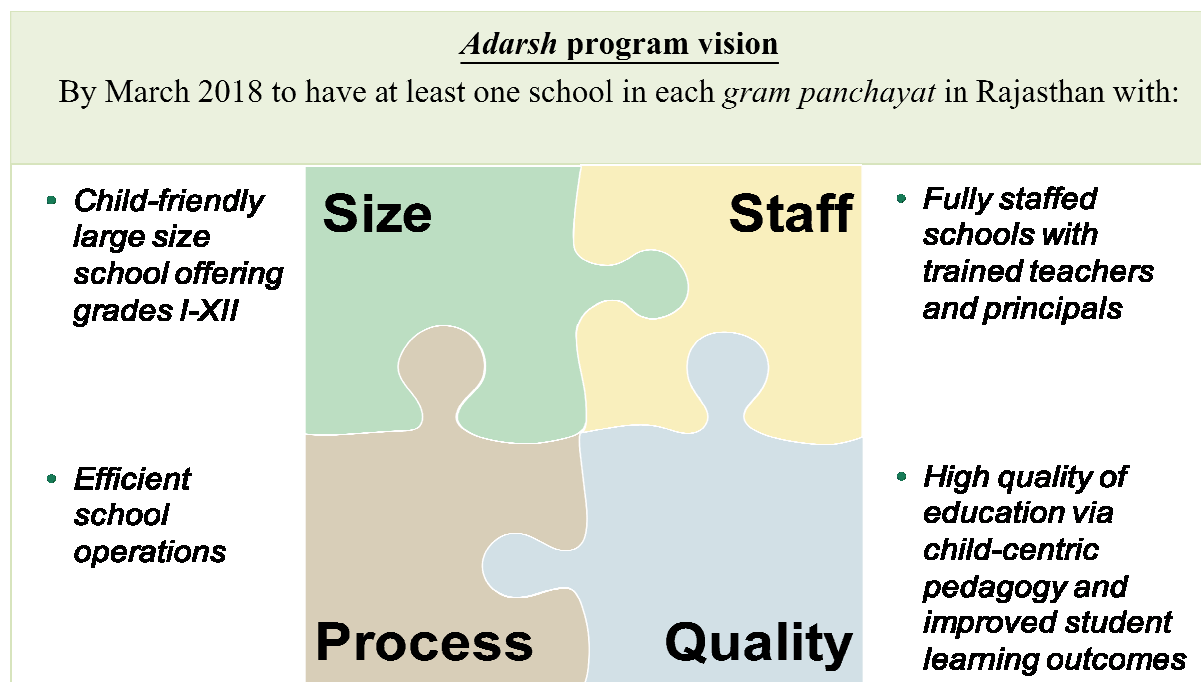 Adarsh program vision
By March 2018 to have at least one school in each gram panchayat in Rajasthan with:
• Child-friendly
large size
school offering
grades I-XII
Size
Staff
• Fully staffed
schools with
trained teachers
and principals
• Efficient
school
operations
Process
Quality
• High quality of
education via
child-centric
pedagogy and
improved student
learning outcomes